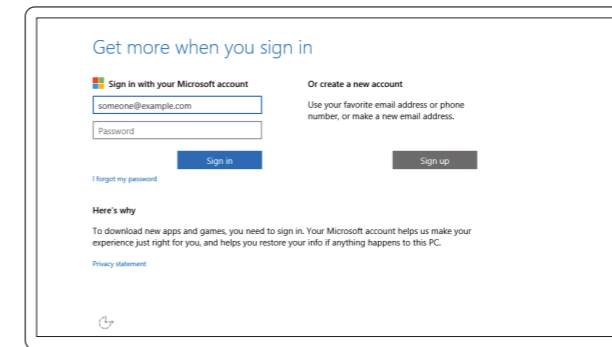 Get more when you sign in
Sign in with your Microsoft account
someone@example.com
Password
Sign in
I forgot my password
Or create a new account
Use your favorite email address or phone
number, or make a new email address.
Sign up
Here's why
To download new apps and games, you need to sign in. Your Microsoft account helps us make your
experience just right for you, and helps you restore your info if anything happens to this PC.
Privacy statement